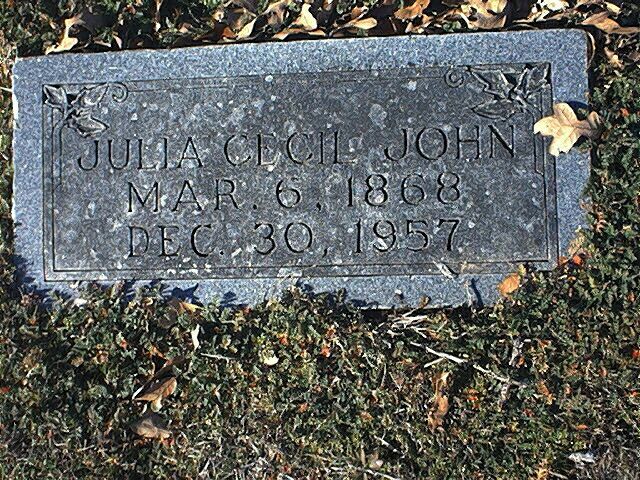 JULIA CECIL JOHN
MAR. 6, 1868
DEC. 30, 1957